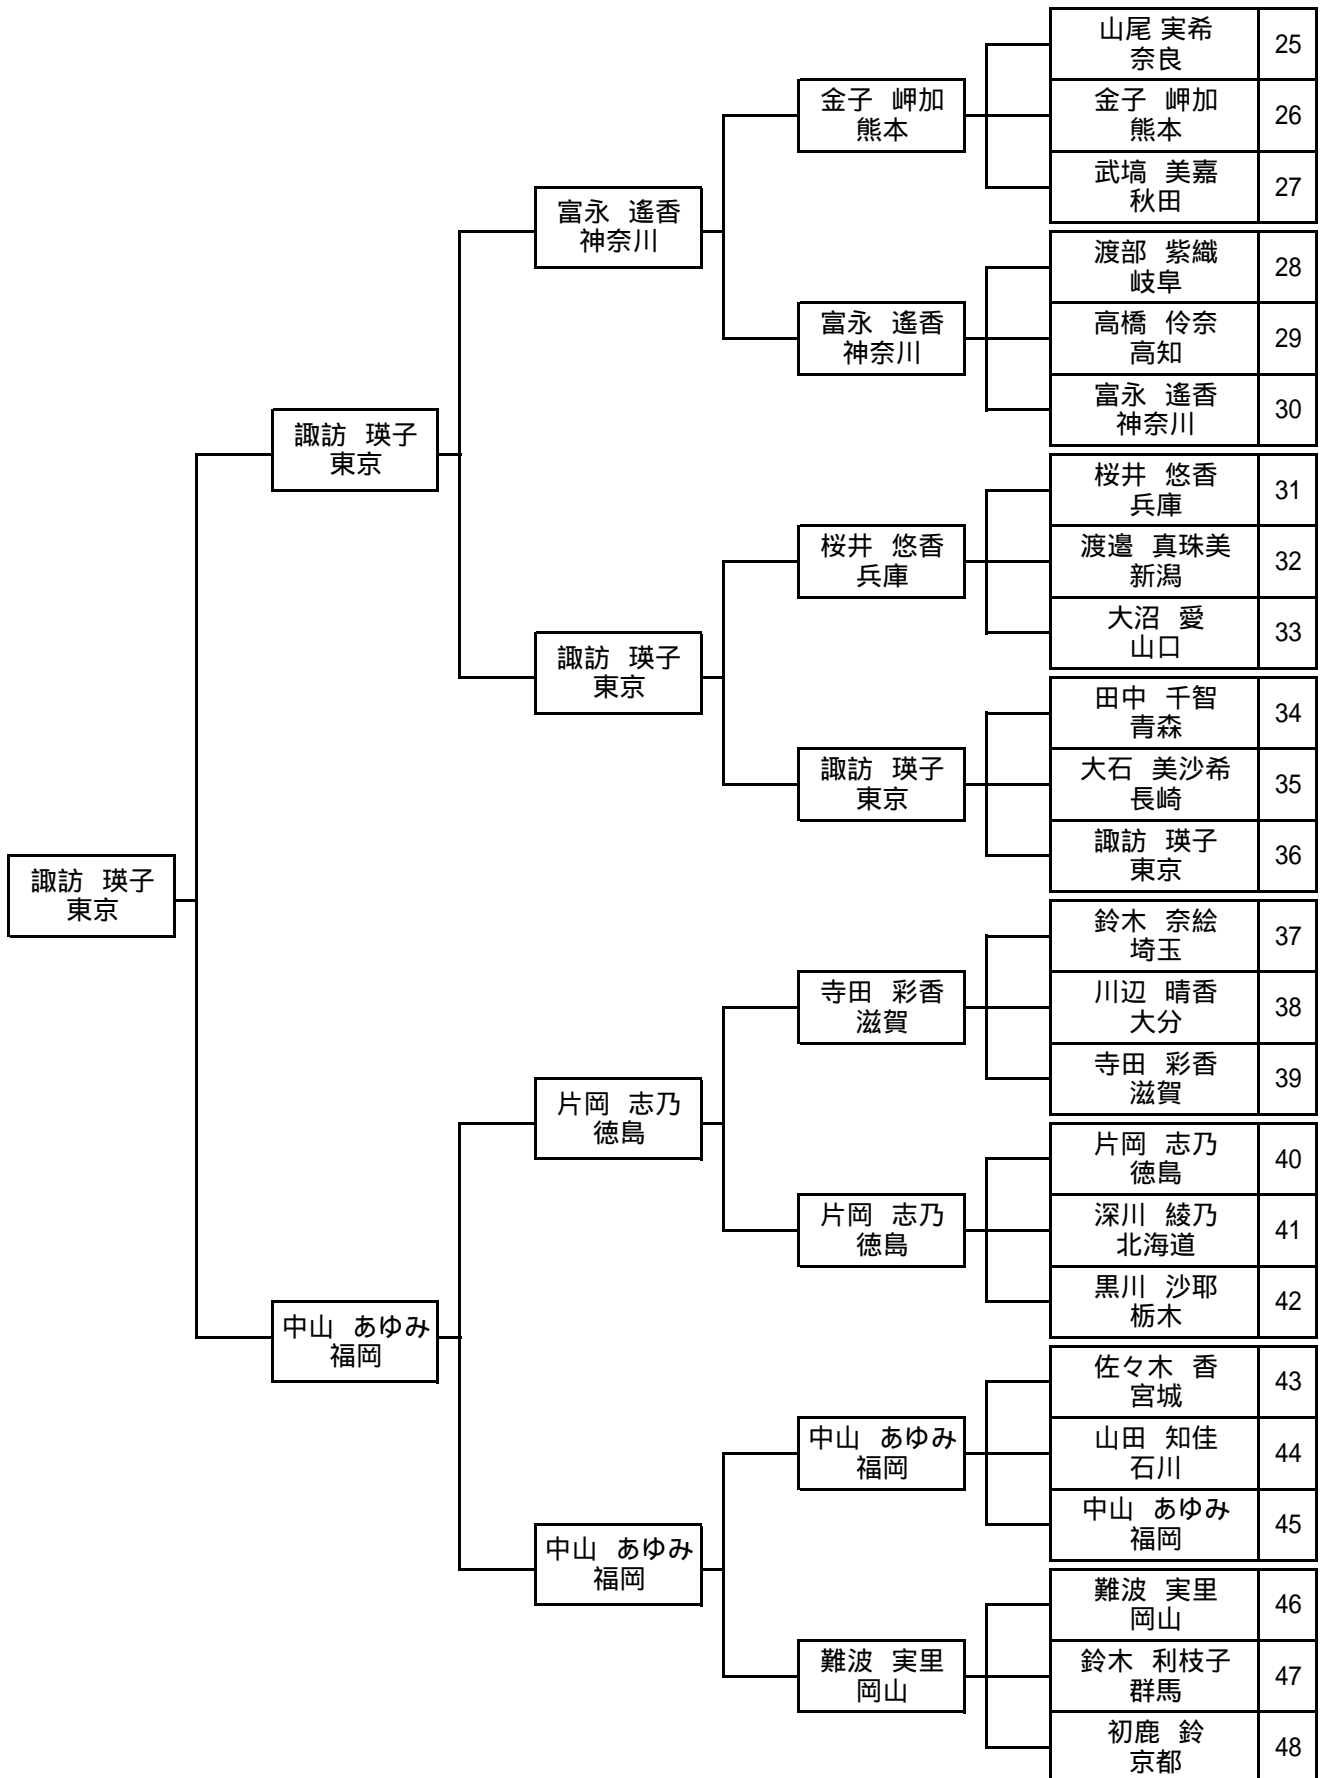 山尾 実希
奈良
25
金子 岬加
熊本
26
武塙 美嘉
秋田
27
渡部 紫織
岐阜
28
高橋 伶奈
高知
29
富永 遙香
神奈川
30
桜井 悠香
兵庫
31
渡邉 真珠美
新潟
32
大沼 愛
山口
33
田中 千智
青森
34
大石 美沙希
長崎
35
諏訪 瑛子
東京
36
鈴木 奈絵
埼玉
37
川辺 晴香
大分
38
寺田 彩香
滋賀
39
片岡 志乃
徳島
40
深川 綾乃
北海道
41
黒川 沙耶
栃木
42
佐々木 香
宮城
43
山田 知佳
石川
44
中山 あゆみ
福岡
45
難波 実里
岡山
46
鈴木 利枝子
群馬
47
初鹿 鈴
京都
48
金子 岬加
熊本
富永 遙香
神奈川
桜井 悠香
兵庫
諏訪 瑛子
東京
寺田 彩香
滋賀
片岡 志乃
徳島
中山 あゆみ
福岡
難波 実里
岡山
富永 遙香
神奈川
諏訪 瑛子
東京
片岡 志乃
徳島
中山 あゆみ
福岡
諏訪 瑛子
東京
中山 あゆみ
福岡
諏訪 瑛子
東京